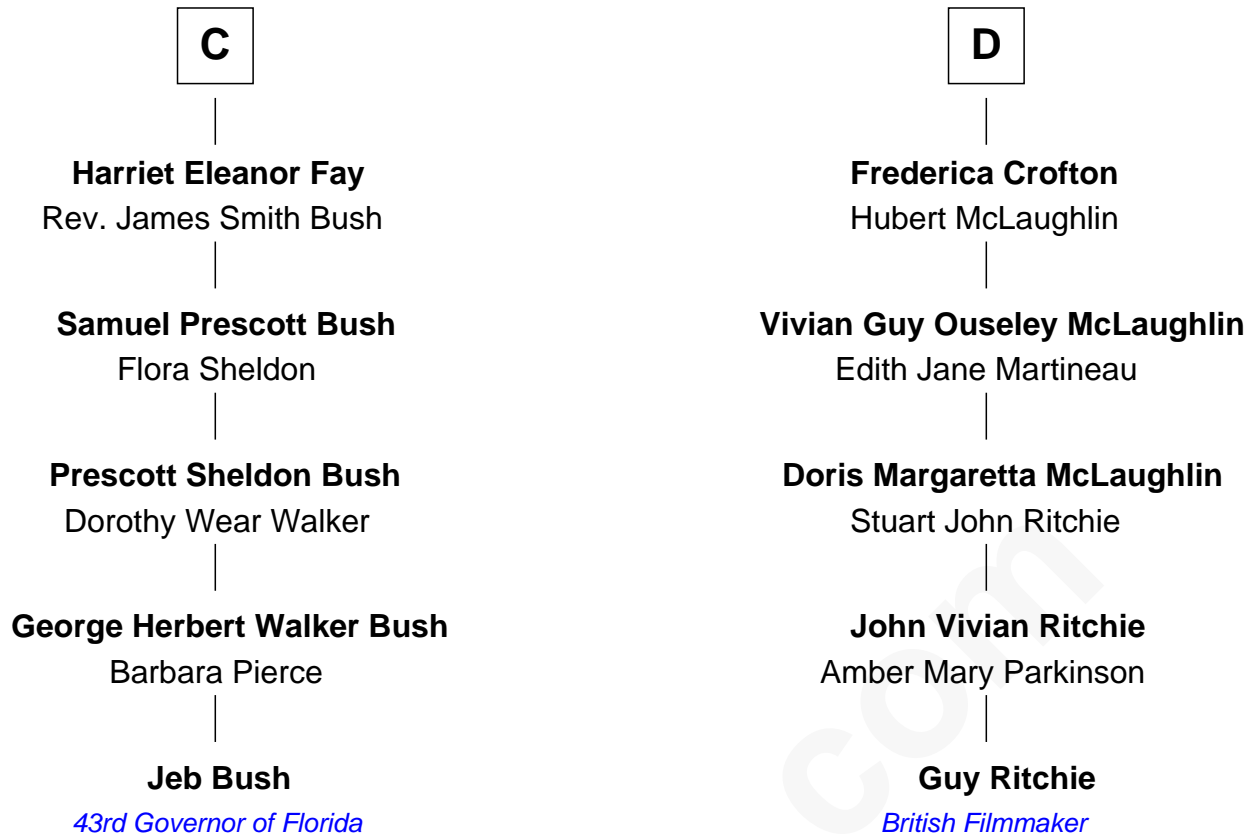 C
Harriet Eleanor Fay
Rev. James Smith Bush
Samuel Prescott Bush
Flora Sheldon
Prescott Sheldon Bush
Dorothy Wear Walker
George Herbert Walker Bush
Barbara Pierce
Jeb Bush
43rd Governor of Florida
D
Frederica Crofton
Hubert McLaughlin
Vivian Guy Ouseley McLaughlin
Edith Jane Martineau
Doris Margaretta McLaughlin
Stuart John Ritchie
John Vivian Ritchie
Amber Mary Parkinson
Guy Ritchie
British Filmmaker
com